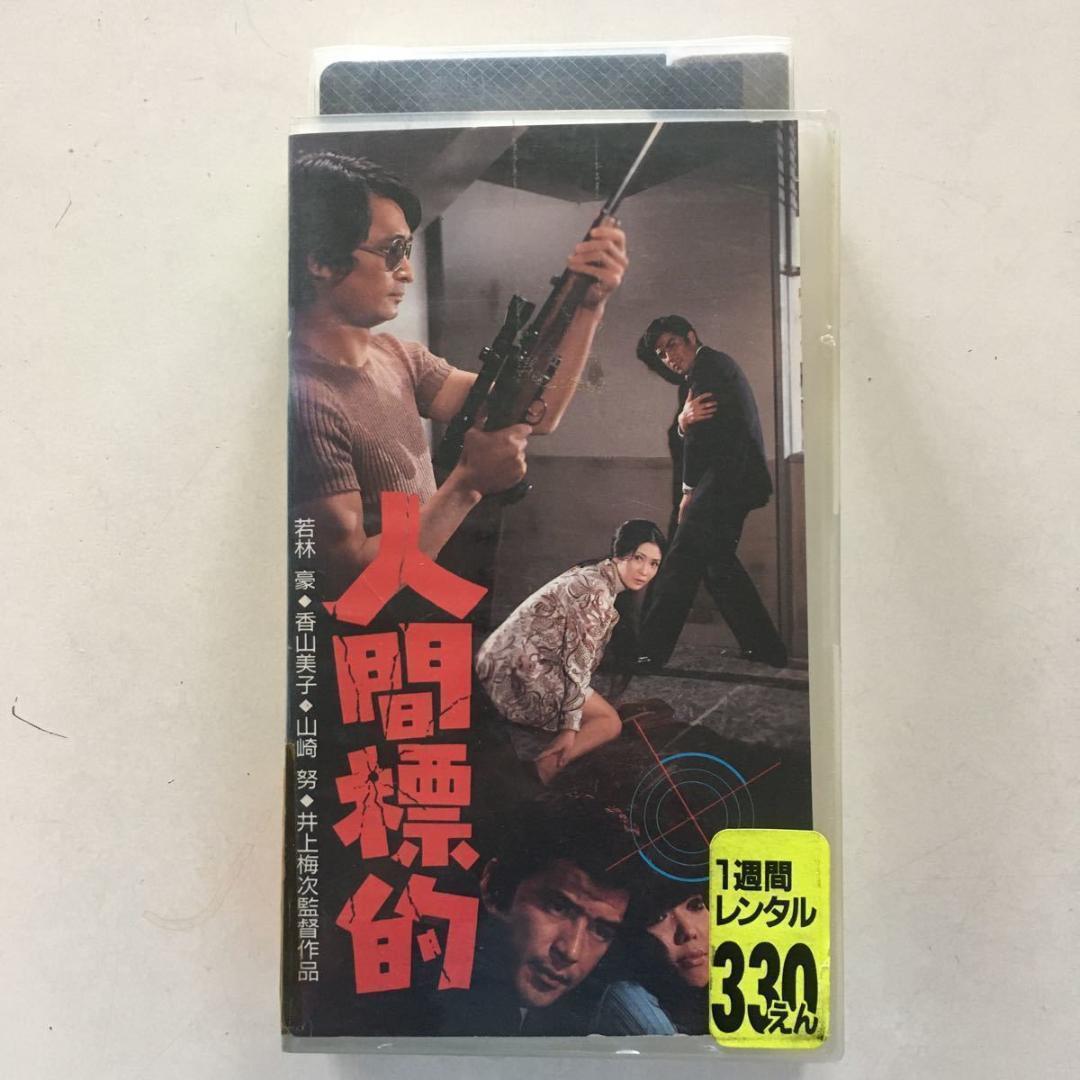 人間標的
若林 豪◆香山美子◆山崎 努◆井上梅次監督作品
1週間
レンタル
330えん